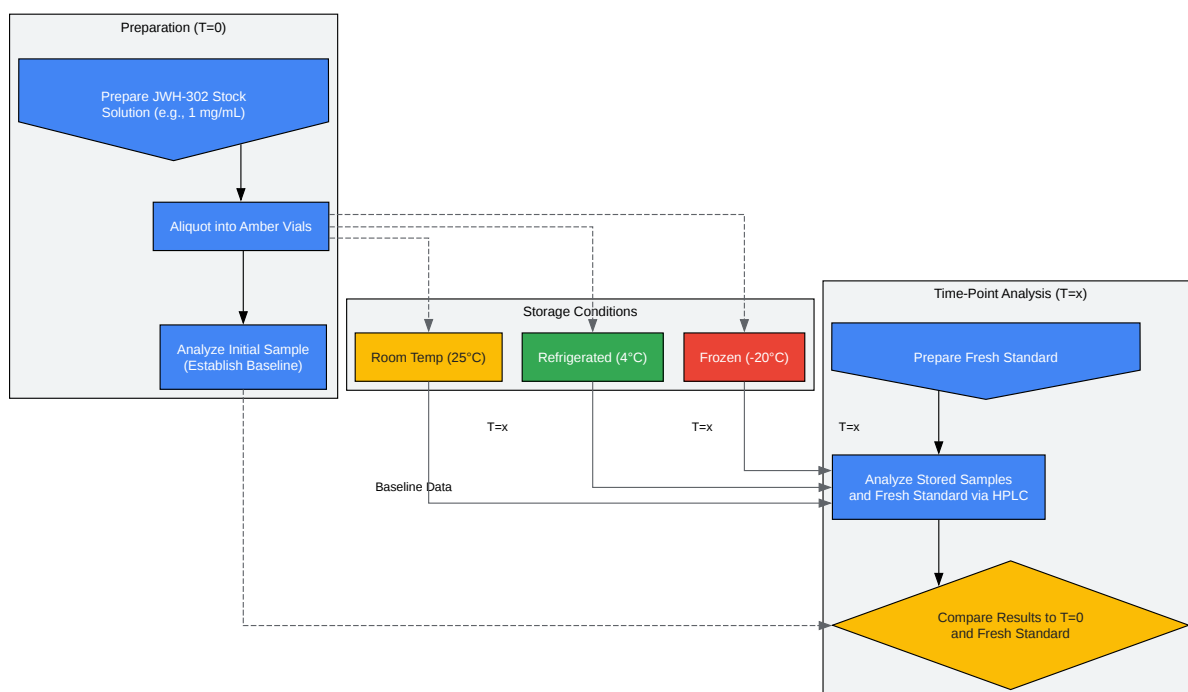 Preparation (T=0)
Prepare JWH-302 Stock
Solution (e.g., 1 mg/mL)
Aliquot into Amber Vials
Analyze Initial Sample
(Establish Baseline)
Storage Conditions
Room Temp (25°C)
Refrigerated (4°C)
Frozen (-20°C)
Time-Point Analysis (T=x)
Prepare Fresh Standard
T=x
T=x
T=x
Baseline Data
Analyze Stored Samples
and Fresh Standard via HPLC
Compare Results to T=0
and Fresh Standard